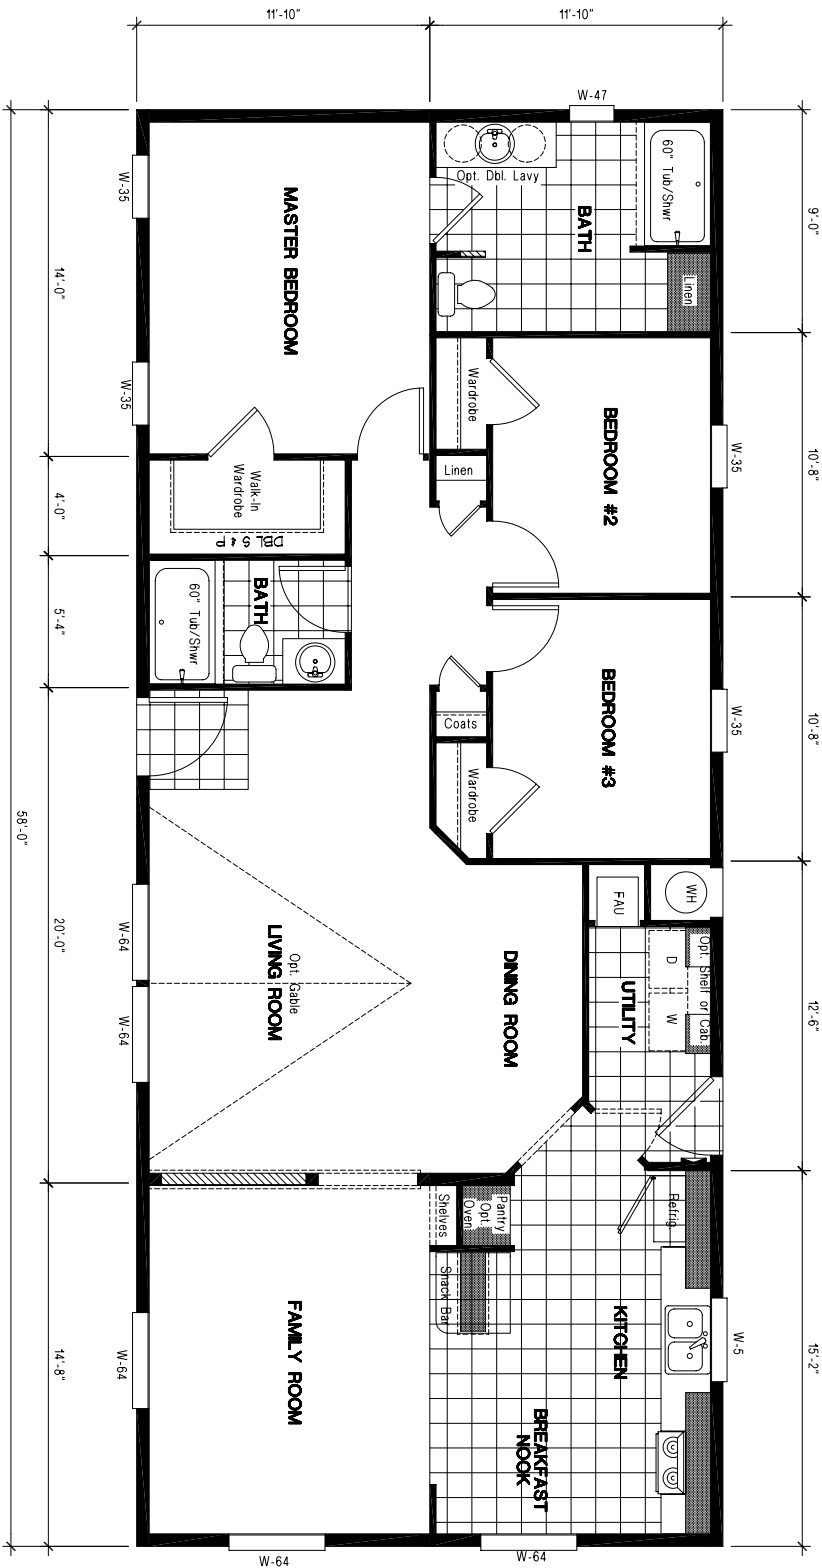 11'-10"
11'-10"
W-47
60" Tub/Shwr
Opt. Dbl. Lavy
BATH
9'-0"
Linen
W-35
MASTER BEDROOM
14'-0"
W-35
Wardrobe
BEDROOM #2
W-35
10'-8"
Linen
Walk-In
Wardrobe
DBL S & P
4'-0"
60" Tub/Shwr
BATH
5'-4"
BEDROOM #3
W-35
10'-8"
Coats
Wardrobe
58'-0"
FAU
WH
Opt. Shelf or Cab.
D
W
UTILITY
12'-6"
W-64
W-64
20'-0"
Opt. Gable
LIVING ROOM
DINING ROOM
Shelves
Pantry
Opt.
Oven
Refrig
Snack Bar
KITCHEN
W-5
15'-2"
FAMILY ROOM
W-64
14'-8"
BREAKFAST
NOOK
W-64
W-64